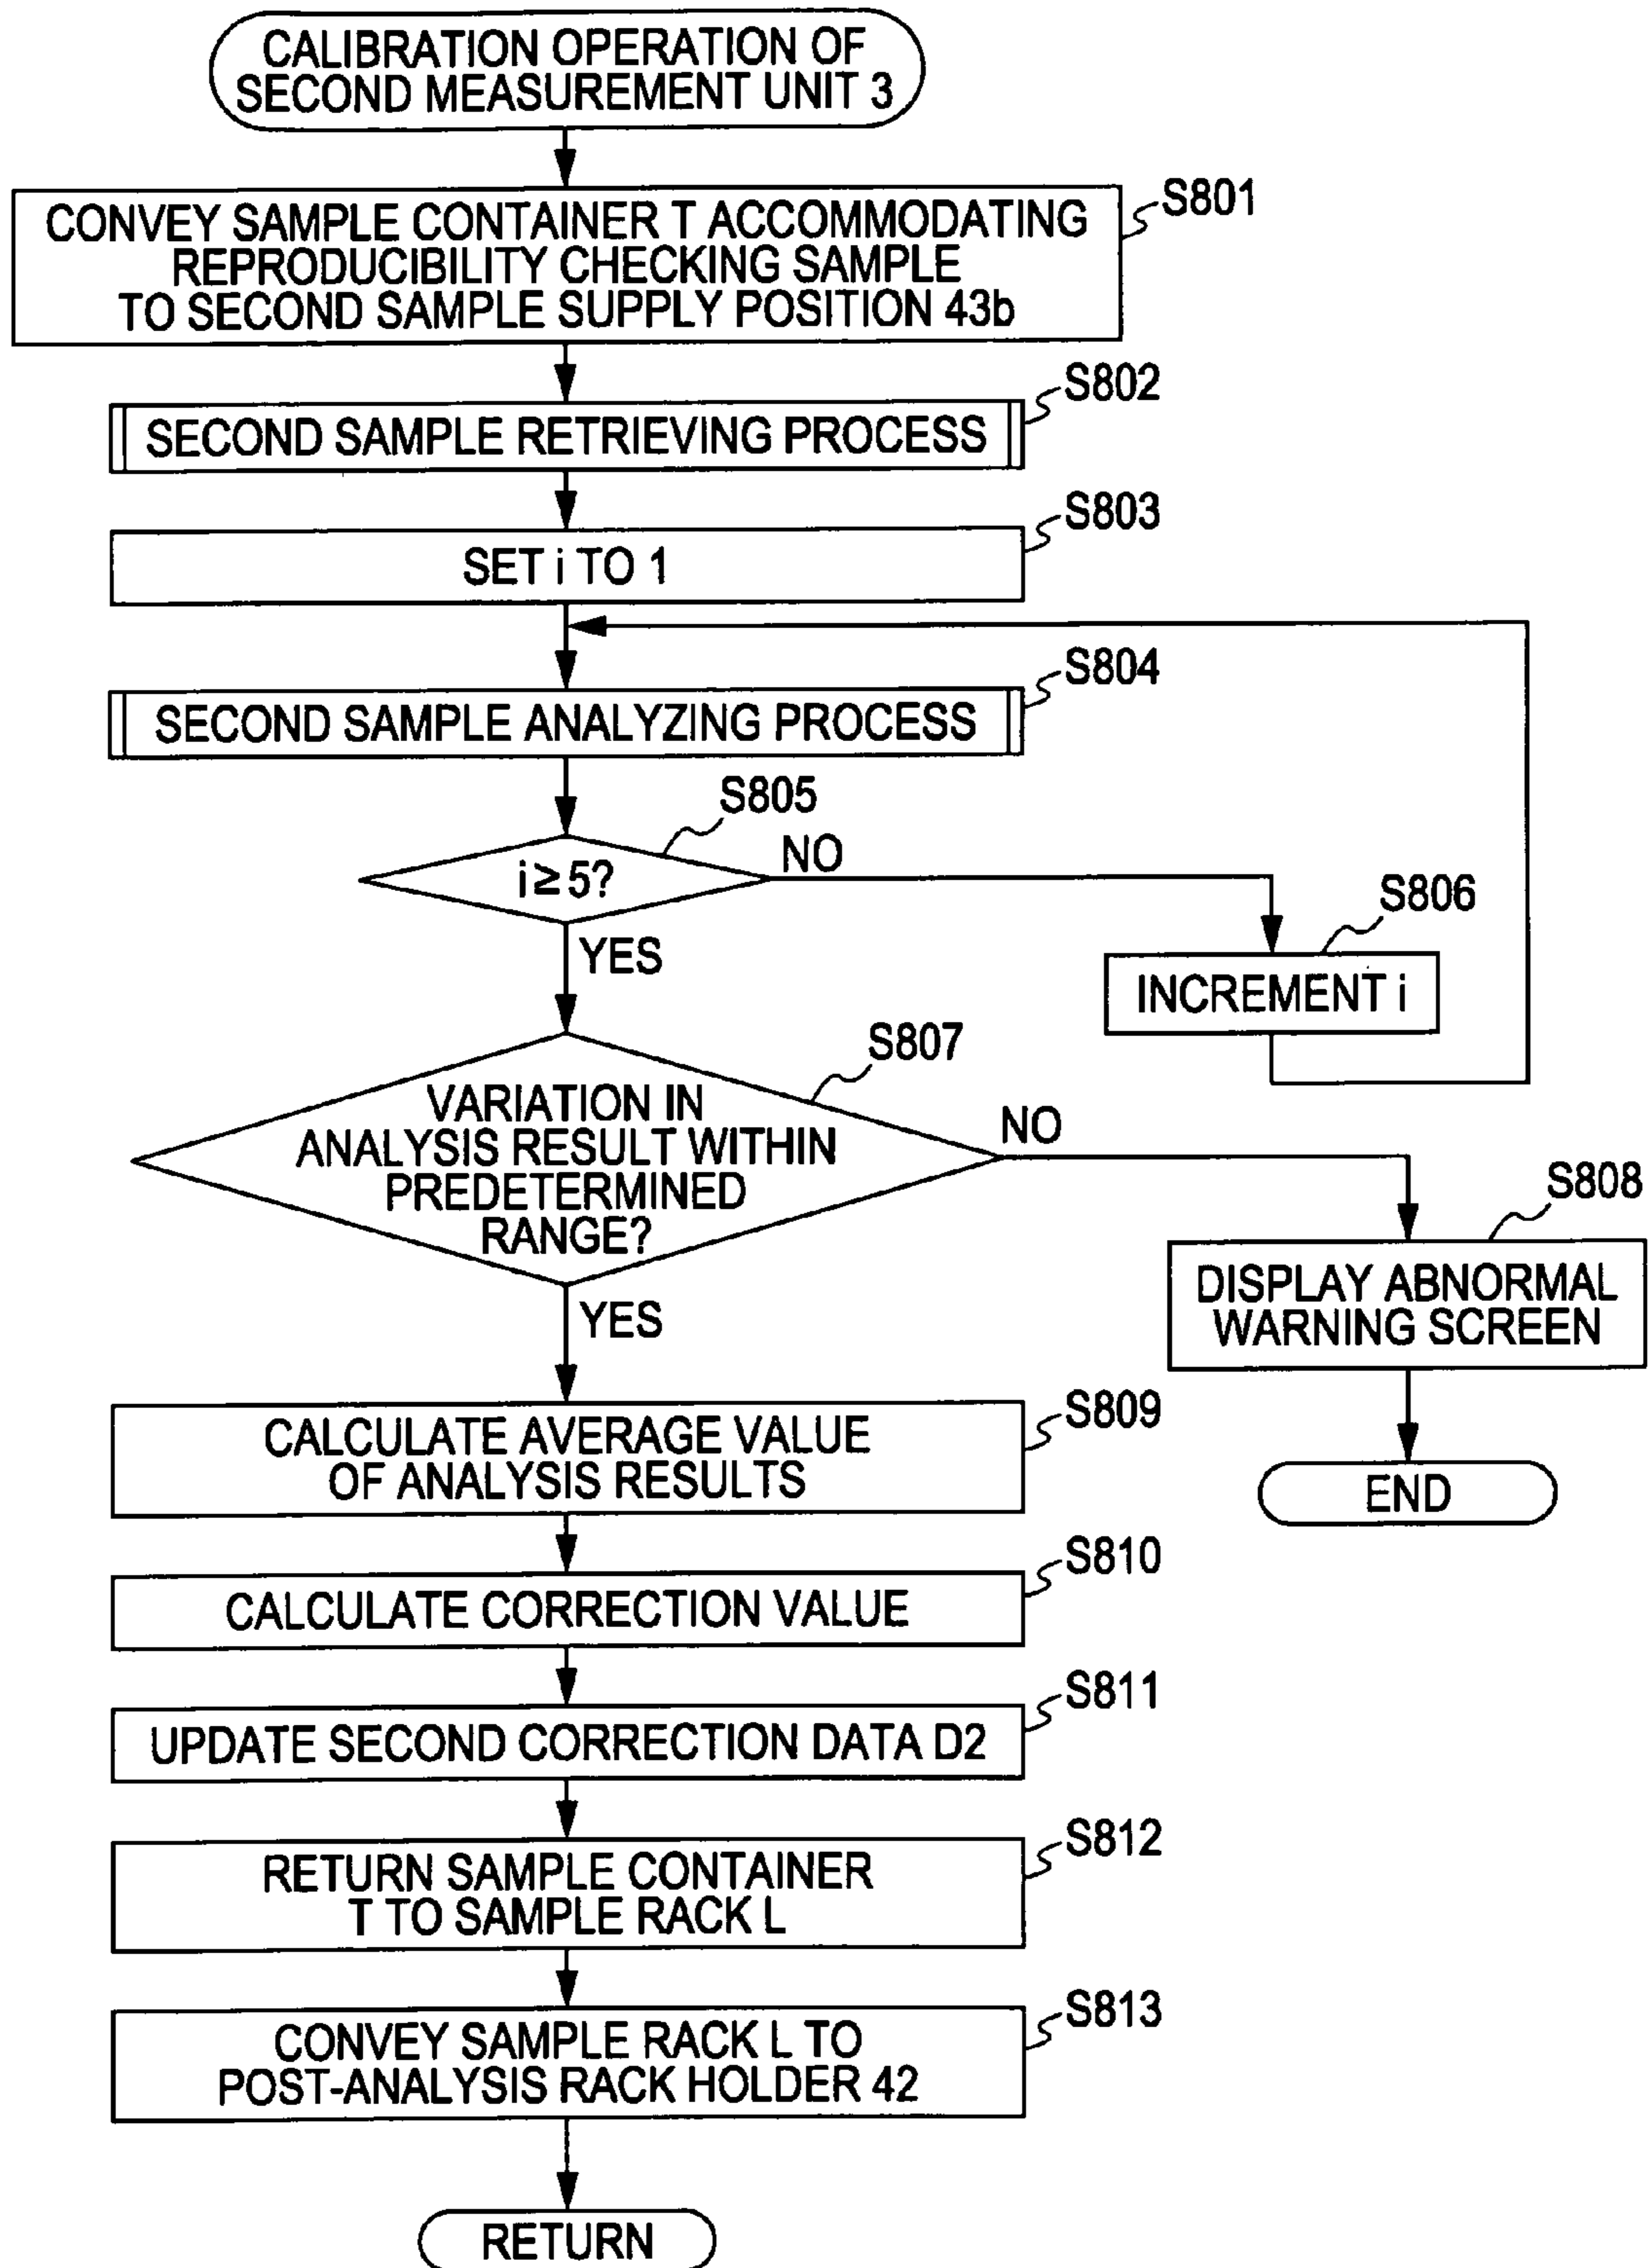 CALIBRATION OPERATION OF
SECOND MEASUREMENT UNIT 3
S801
CONVEY SAMPLE CONTAINER T ACCOMMODATING
REPRODUCIBILITY CHECKING SAMPLE
TO SECOND SAMPLE SUPPLY POSITION 43b
S802
SECOND SAMPLE RETRIEVING PROCESS
S803
SET i TO 1
S804
SECOND SAMPLE ANALYZING PROCESS
S805
i ≥ 5?
NO
YES
S806
INCREMENT i
S807
VARIATION IN
ANALYSIS RESULT WITHIN
PREDETERMINED
RANGE?
NO
YES
S808
DISPLAY ABNORMAL
WARNING SCREEN
END
S809
CALCULATE AVERAGE VALUE
OF ANALYSIS RESULTS
S810
CALCULATE CORRECTION VALUE
S811
UPDATE SECOND CORRECTION DATA D2
S812
RETURN SAMPLE CONTAINER
T TO SAMPLE RACK L
S813
CONVEY SAMPLE RACK L TO
POST-ANALYSIS RACK HOLDER 42
RETURN